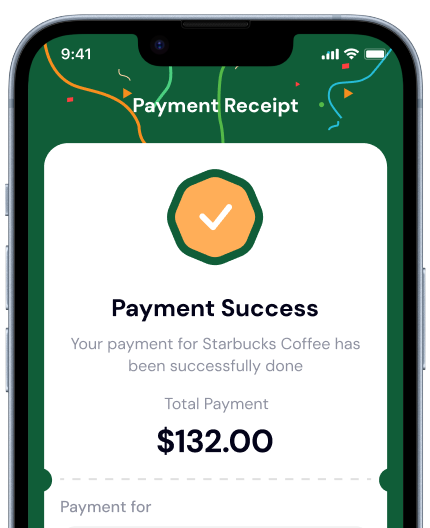 9:41
Payment Receipt
Payment Success
Your payment for Starbucks Coffee has
been successfully done
Total Payment
$132.00
Payment for